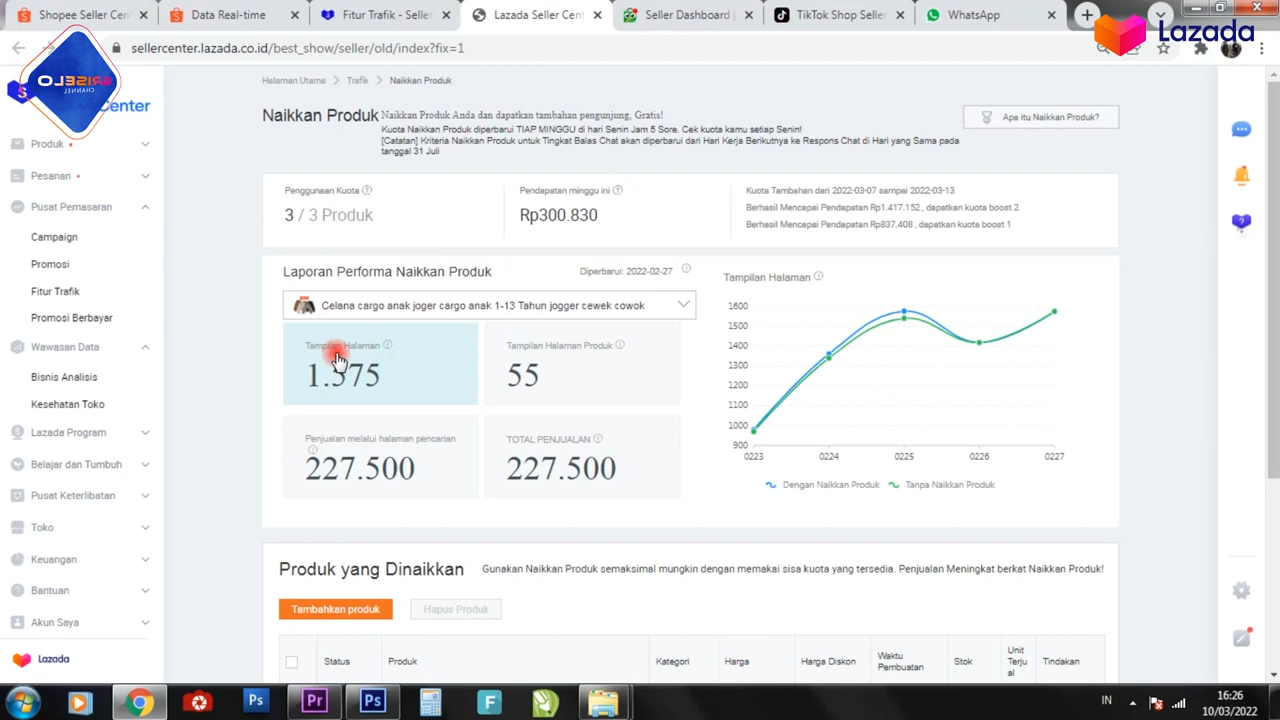 Shopee Seller Cen
Data Real-time
Fitur Trafik - Selle
Lazada Seller Cent
Seller Dashboard |
TikTok Shop Seller
WhatsApp
sellercenter.lazada.co.id/best_show/seller/old/index?fix=1
Lazada
GRISELO
CHANNEL
Center
Halaman Utama > Trafik > Naikkan Produk
Naikkan Produk
Naikkan Produk Anda dan dapatkan tambahan pengunjung, Gratis!
Kuota Naikkan Produk diperbarui TIAP MINGGU di hari Senin Jam 5 Sore. Cek kuota kamu setiap Senin!
[Catatan] Kriteria Naikkan Produk untuk Tingkat Balas Chat akan diperbarui dari Hari Kerja Berikutnya ke Respons Chat di Hari yang Sama pada
tanggal 31 Juli
Apa itu Naikkan Produk?
Produk
Pesanan
Pusat Pemasaran
Campaign
Promosi
Fitur Trafik
Promosi Berbayar
Wawasan Data
Bisnis Analisis
Kesehatan Toko
Lazada Program
Belajar dan Tumbuh
Pusat Keterlibatan
Toko
Keuangan
Bantuan
Akun Saya
Lazada
Penggunaan Kuota
3 / 3 Produk
Pendapatan minggu ini
Rp300.830
Kuota Tambahan dari 2022-03-07 sampai 2022-03-13
Berhasil Mencapai Pendapatan Rp1.417.152 , dapatkan kuota boost 2
Berhasil Mencapai Pendapatan Rp837.408 , dapatkan kuota boost 1
Laporan Performa Naikkan Produk
Diperbarui: 2022-02-27
Celana cargo anak joger cargo anak 1-13 Tahun jogger cewek cowok
Tampilan Halaman
1.575
Tampilan Halaman Produk
55
Penjualan melalui halaman pencarian
227.500
TOTAL PENJUALAN
227.500
Tampilan Halaman
1600
1500
1400
1300
1200
1100
1000
900
0223 0224 0225 0226 0227
Dengan Naikkan Produk
Tanpa Naikkan Produk
Produk yang Dinaikkan
Gunakan Naikkan Produk semaksimal mungkin dengan memakai sisa kuota yang tersedia. Penjualan Meningkat berkat Naikkan Produk!
Tambahkan produk
Hapus Produk
Status
Produk
Kategori
Harga
Harga Diskon
Waktu
Pembuatan
Stok
Unit
Terju
al
Tindakan
Ps
Pr
Ps
F
IN
16:26
10/03/2022